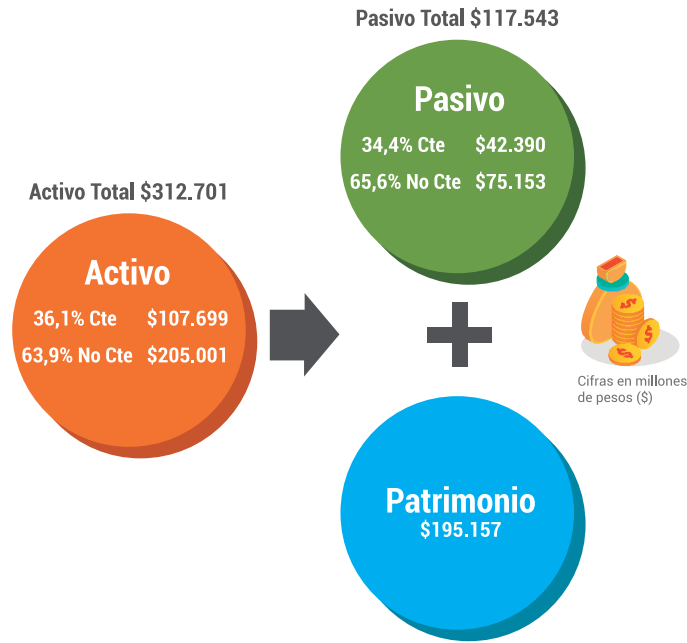 Pasivo Total $117.543
Pasivo
34,4% Cte $42.390
65,6% No Cte $75.153
Activo Total $312.701
Activo
36,1% Cte $107.699
63,9% No Cte $205.001
Cifras en millones
de pesos ($)
Patrimonio
$195.157